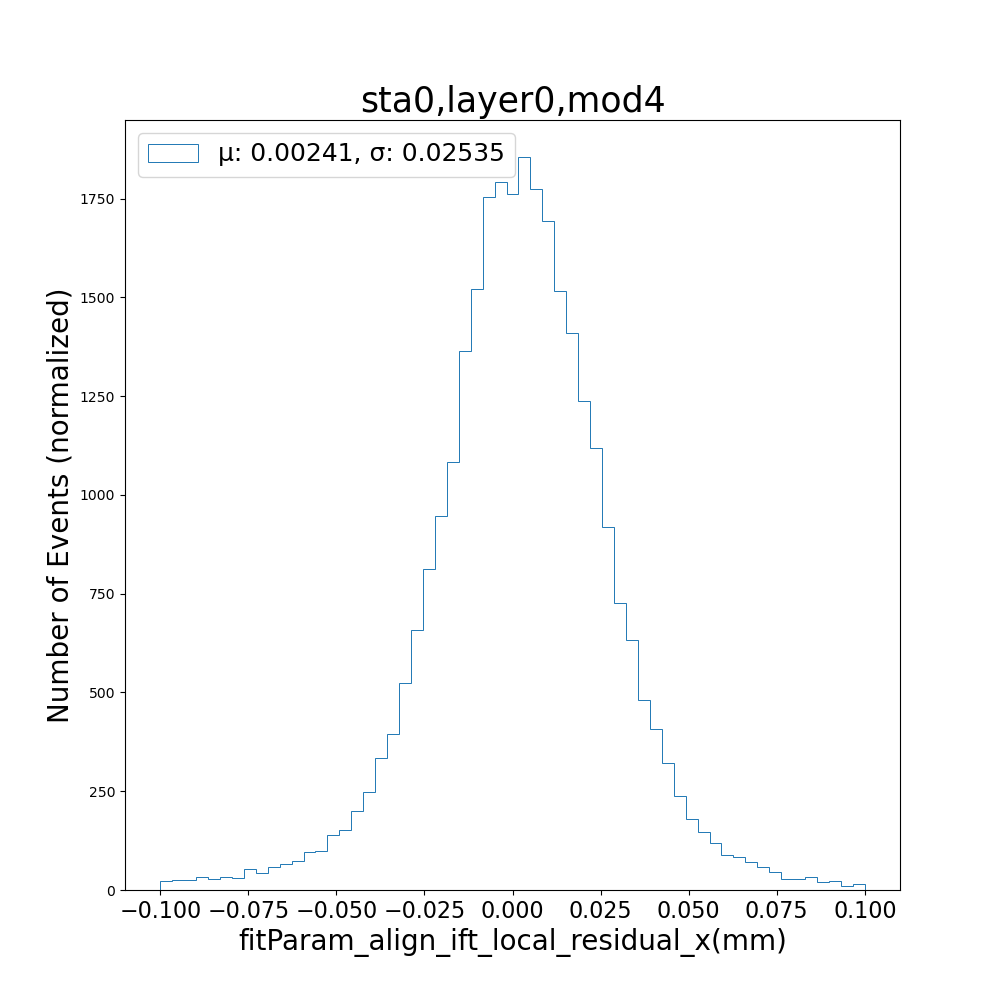 sta0,layer0,mod4
μ: 0.00241, σ: 0.02535
Number of Events (normalized)
1750
1500
1250
1000
750
500
250
0
−0.100 −0.075 −0.050 −0.025 0.000 0.025 0.050 0.075 0.100
fitParam_align_ift_local_residual_x(mm)